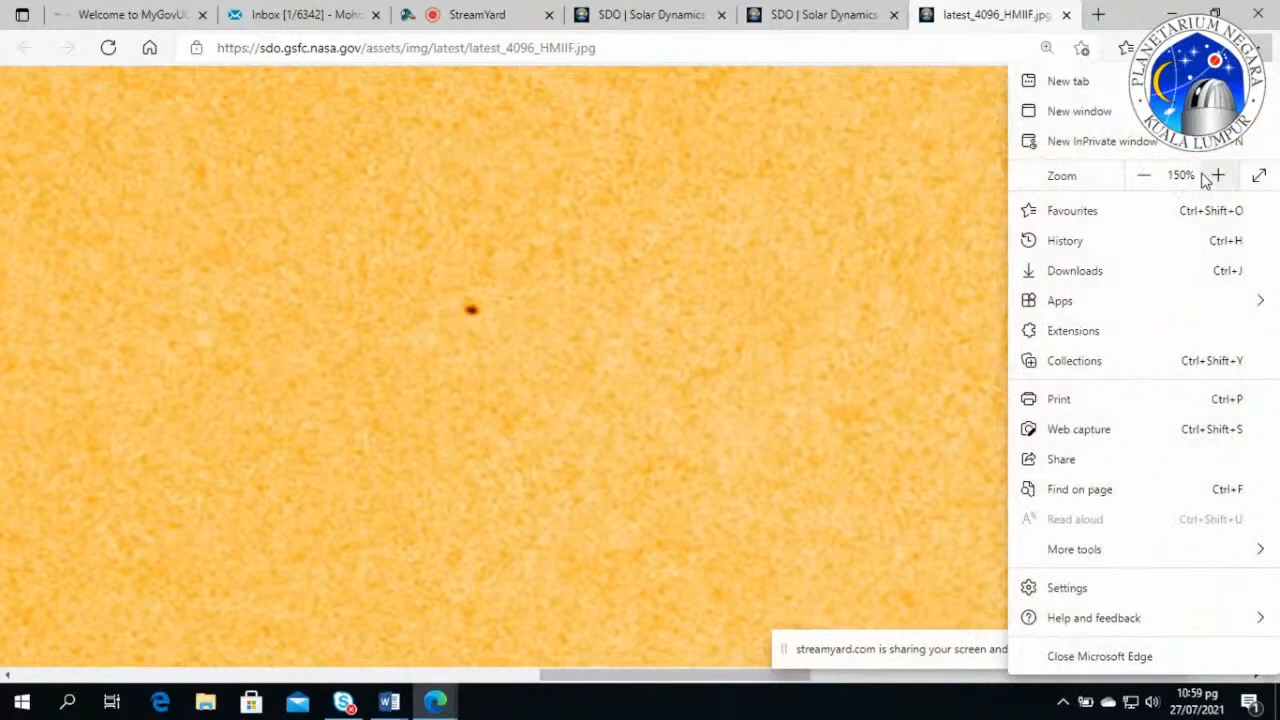 Welcome to MyGovU
Inbox [1/6342] - Moh
StreamYard
SDO | Solar Dynamics
SDO | Solar Dynamics
latest_4096_HMIIF.jpg
https://sdo.gsfc.nasa.gov/assets/img/latest/latest_4096_HMIIF.jpg
PLANETARIUM NEGARA
KUALA LUMPUR
New tab
New window
New InPrivate window N
Zoom 150%
Favourites Ctrl+Shift+O
History Ctrl+H
Downloads Ctrl+J
Apps
Extensions
Collections Ctrl+Shift+Y
Print Ctrl+P
Web capture Ctrl+Shift+S
Share
Find on page Ctrl+F
Read aloud Ctrl+Shift+U
More tools
Settings
Help and feedback
streamyard.com is sharing your screen and
Close Microsoft Edge
10:59 pg
27/07/2021
1